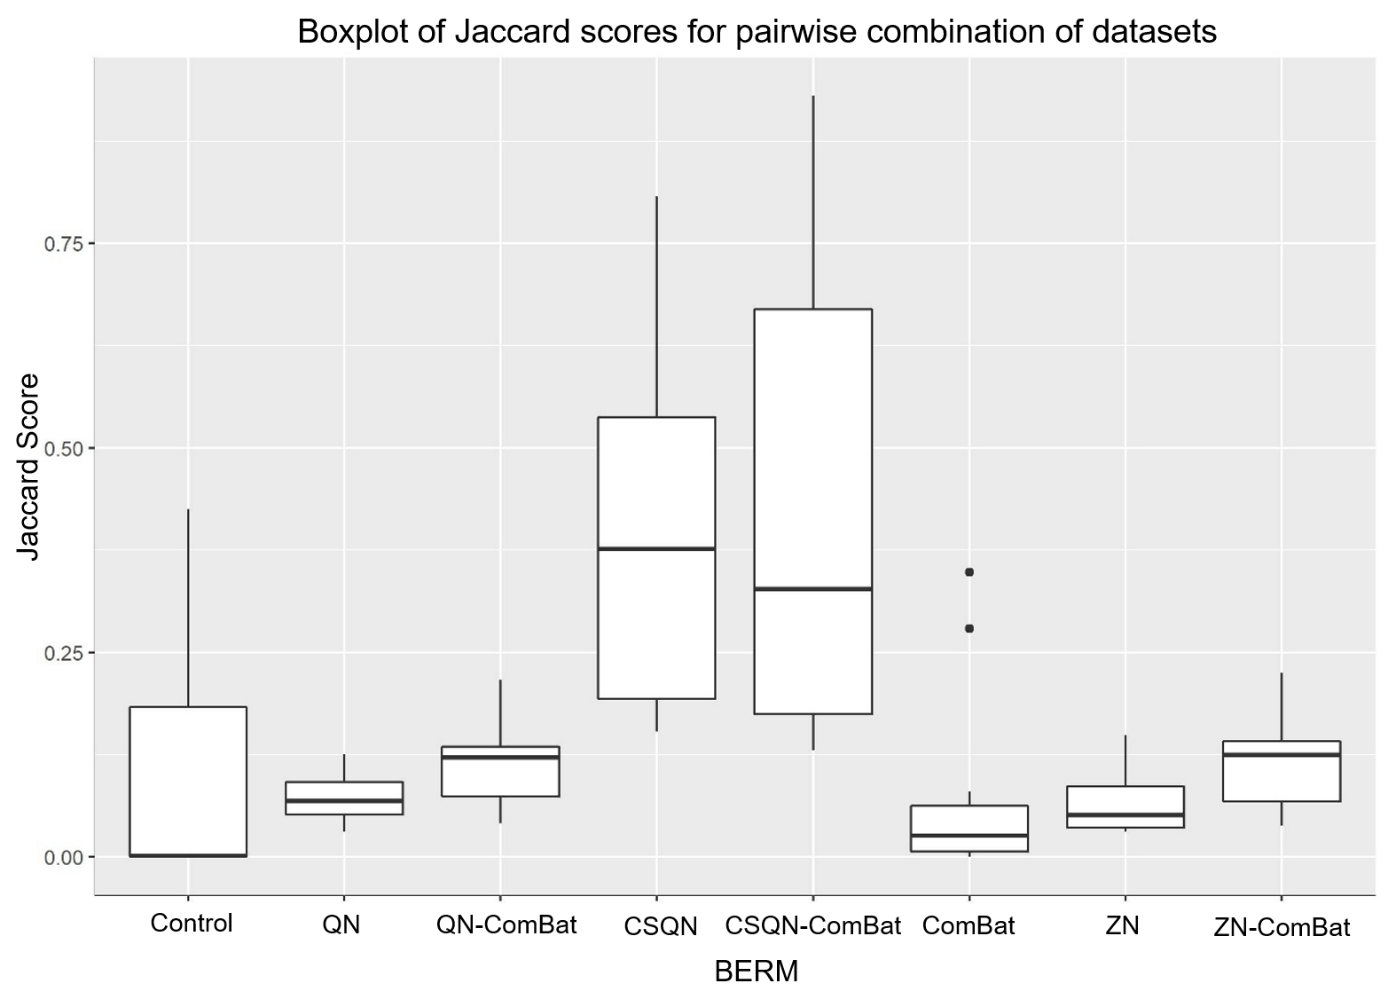 Boxplot of Jaccard scores for pairwise combination of datasets
Jaccard Score
0.75
0.50
0.25
0.00
Control QN QN-ComBat CSQN CSQN-ComBat ComBat ZN ZN-ComBat
BERM